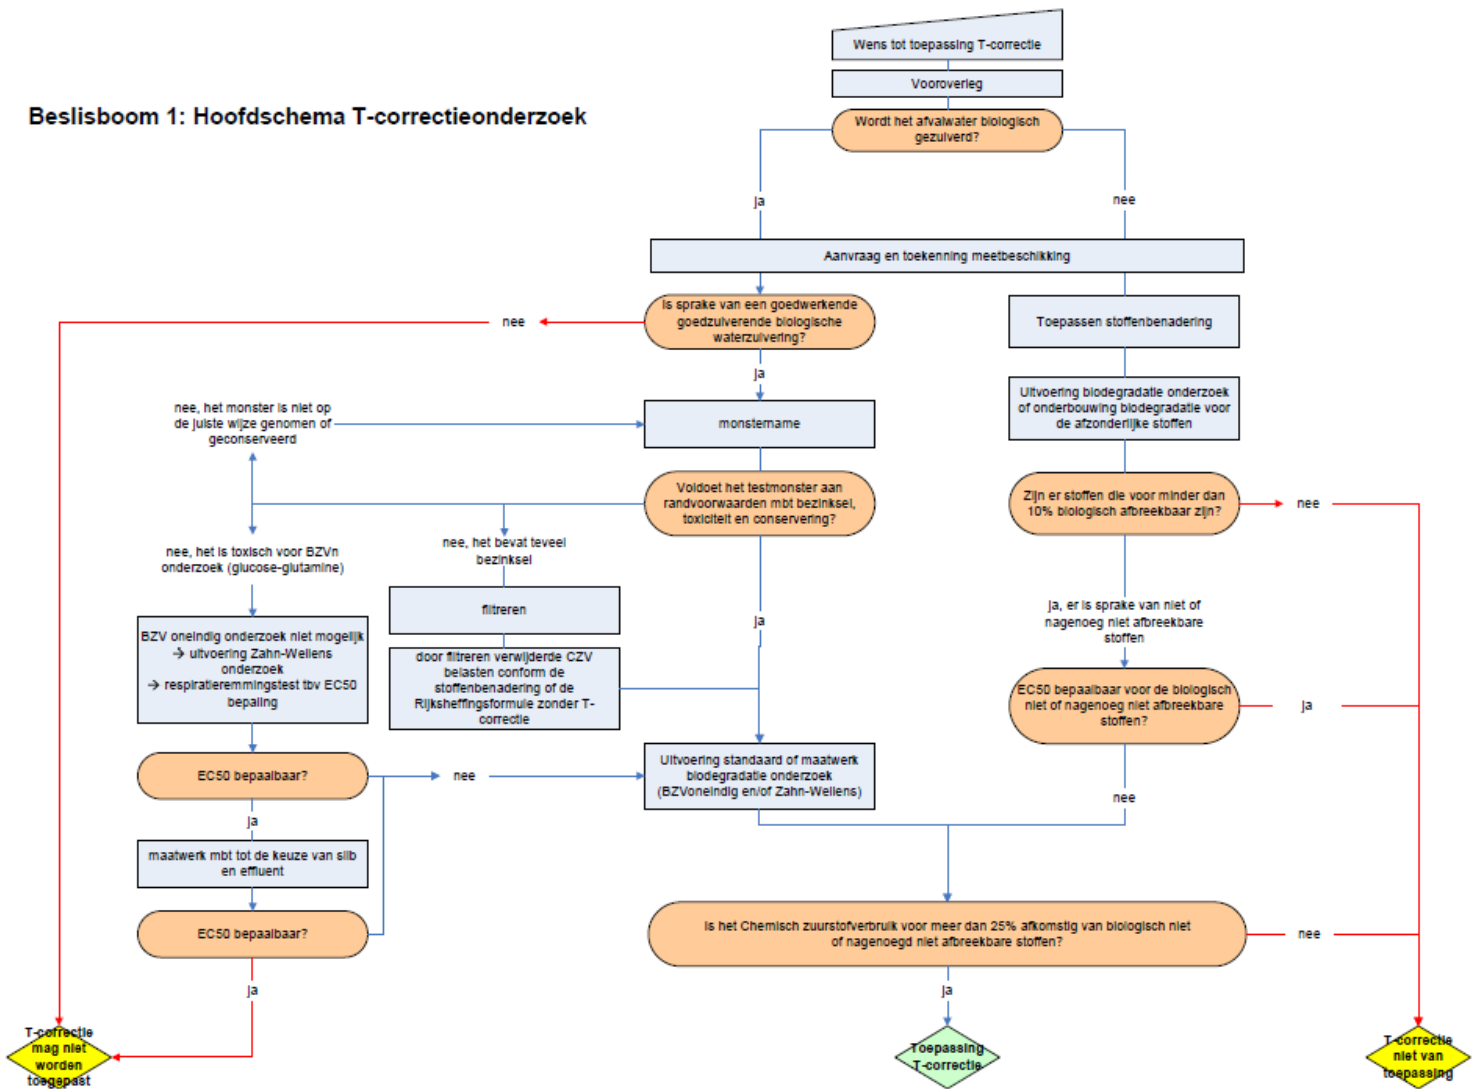 Wens tot toepassing T-correctie
Vooroverleg
Beslisboom 1: Hoofdschema T-correctieonderzoek
Wordt het afvalwater biologisch
gezuiverd?
ja
nee
Aanvraag en toekenning meetbeschikking
Is sprake van een goedwerkende
goedzuiverende biologische
waterzuivering?
nee
Toepassen stoffenbenadering
ja
Uitvoering biodegradatie onderzoek
of onderbouwing biodegradatie voor
de afzonderlijke stoffen
nee, het monster is niet op
de juiste wijze genomen of
geconserveerd
monstername
Voldoet het testmonster aan
randvoorwaarden mbt bezinksel,
toxiciteit en conservering?
Zijn er stoffen die voor minder dan
10% biologisch afbreekbaar zijn?
nee
nee, het is toxisch voor BZVn
onderzoek (glucose-glutamine)
nee, het bevat teveel
bezinksel
filtreren
ja
ja, er is sprake van niet of
nagenoeg niet afbreekbare
stoffen
BZV oneindig onderzoek niet mogelijk
→ uitvoering Zahn-Wellens
onderzoek
→ respiratieremmingstest tbv EC50
bepaling
door filtreren verwijderde CZV
belasten conform de
stoffenbenadering of de
Rijksheffingsformule zonder T-
correctie
EC50 bepaalbaar voor de biologisch
niet of nagenoeg niet afbreekbare
stoffen?
ja
EC50 bepaalbaar?
nee
Uitvoering standaard of maatwerk
biodegradatie onderzoek
(BZVoneindig en/of Zahn-Wellens)
nee
ja
maatwerk mbt tot de keuze van slib
en effluent
EC50 bepaalbaar?
Is het Chemisch zuurstofverbruik voor meer dan 25% afkomstig van biologisch niet
of nagenoegd niet afbreekbare stoffen?
nee
ja
ja
T-correctie
mag niet
worden
toegepast
Toepassing
T-correctie
T-correctie
niet van
toepassing